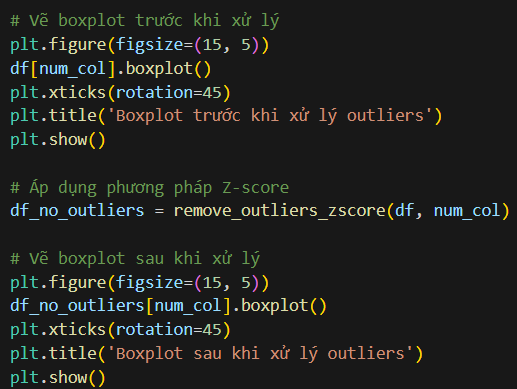 # Vẽ boxplot trước khi xử lý
plt.figure(figsize=(15, 5))
df[num_col].boxplot()
plt.xticks(rotation=45)
plt.title('Boxplot trước khi xử lý outliers')
plt.show()

# Áp dụng phương pháp Z-score
df_no_outliers = remove_outliers_zscore(df, num_col)

# Vẽ boxplot sau khi xử lý
plt.figure(figsize=(15, 5))
df_no_outliers[num_col].boxplot()
plt.xticks(rotation=45)
plt.title('Boxplot sau khi xử lý outliers')
plt.show()